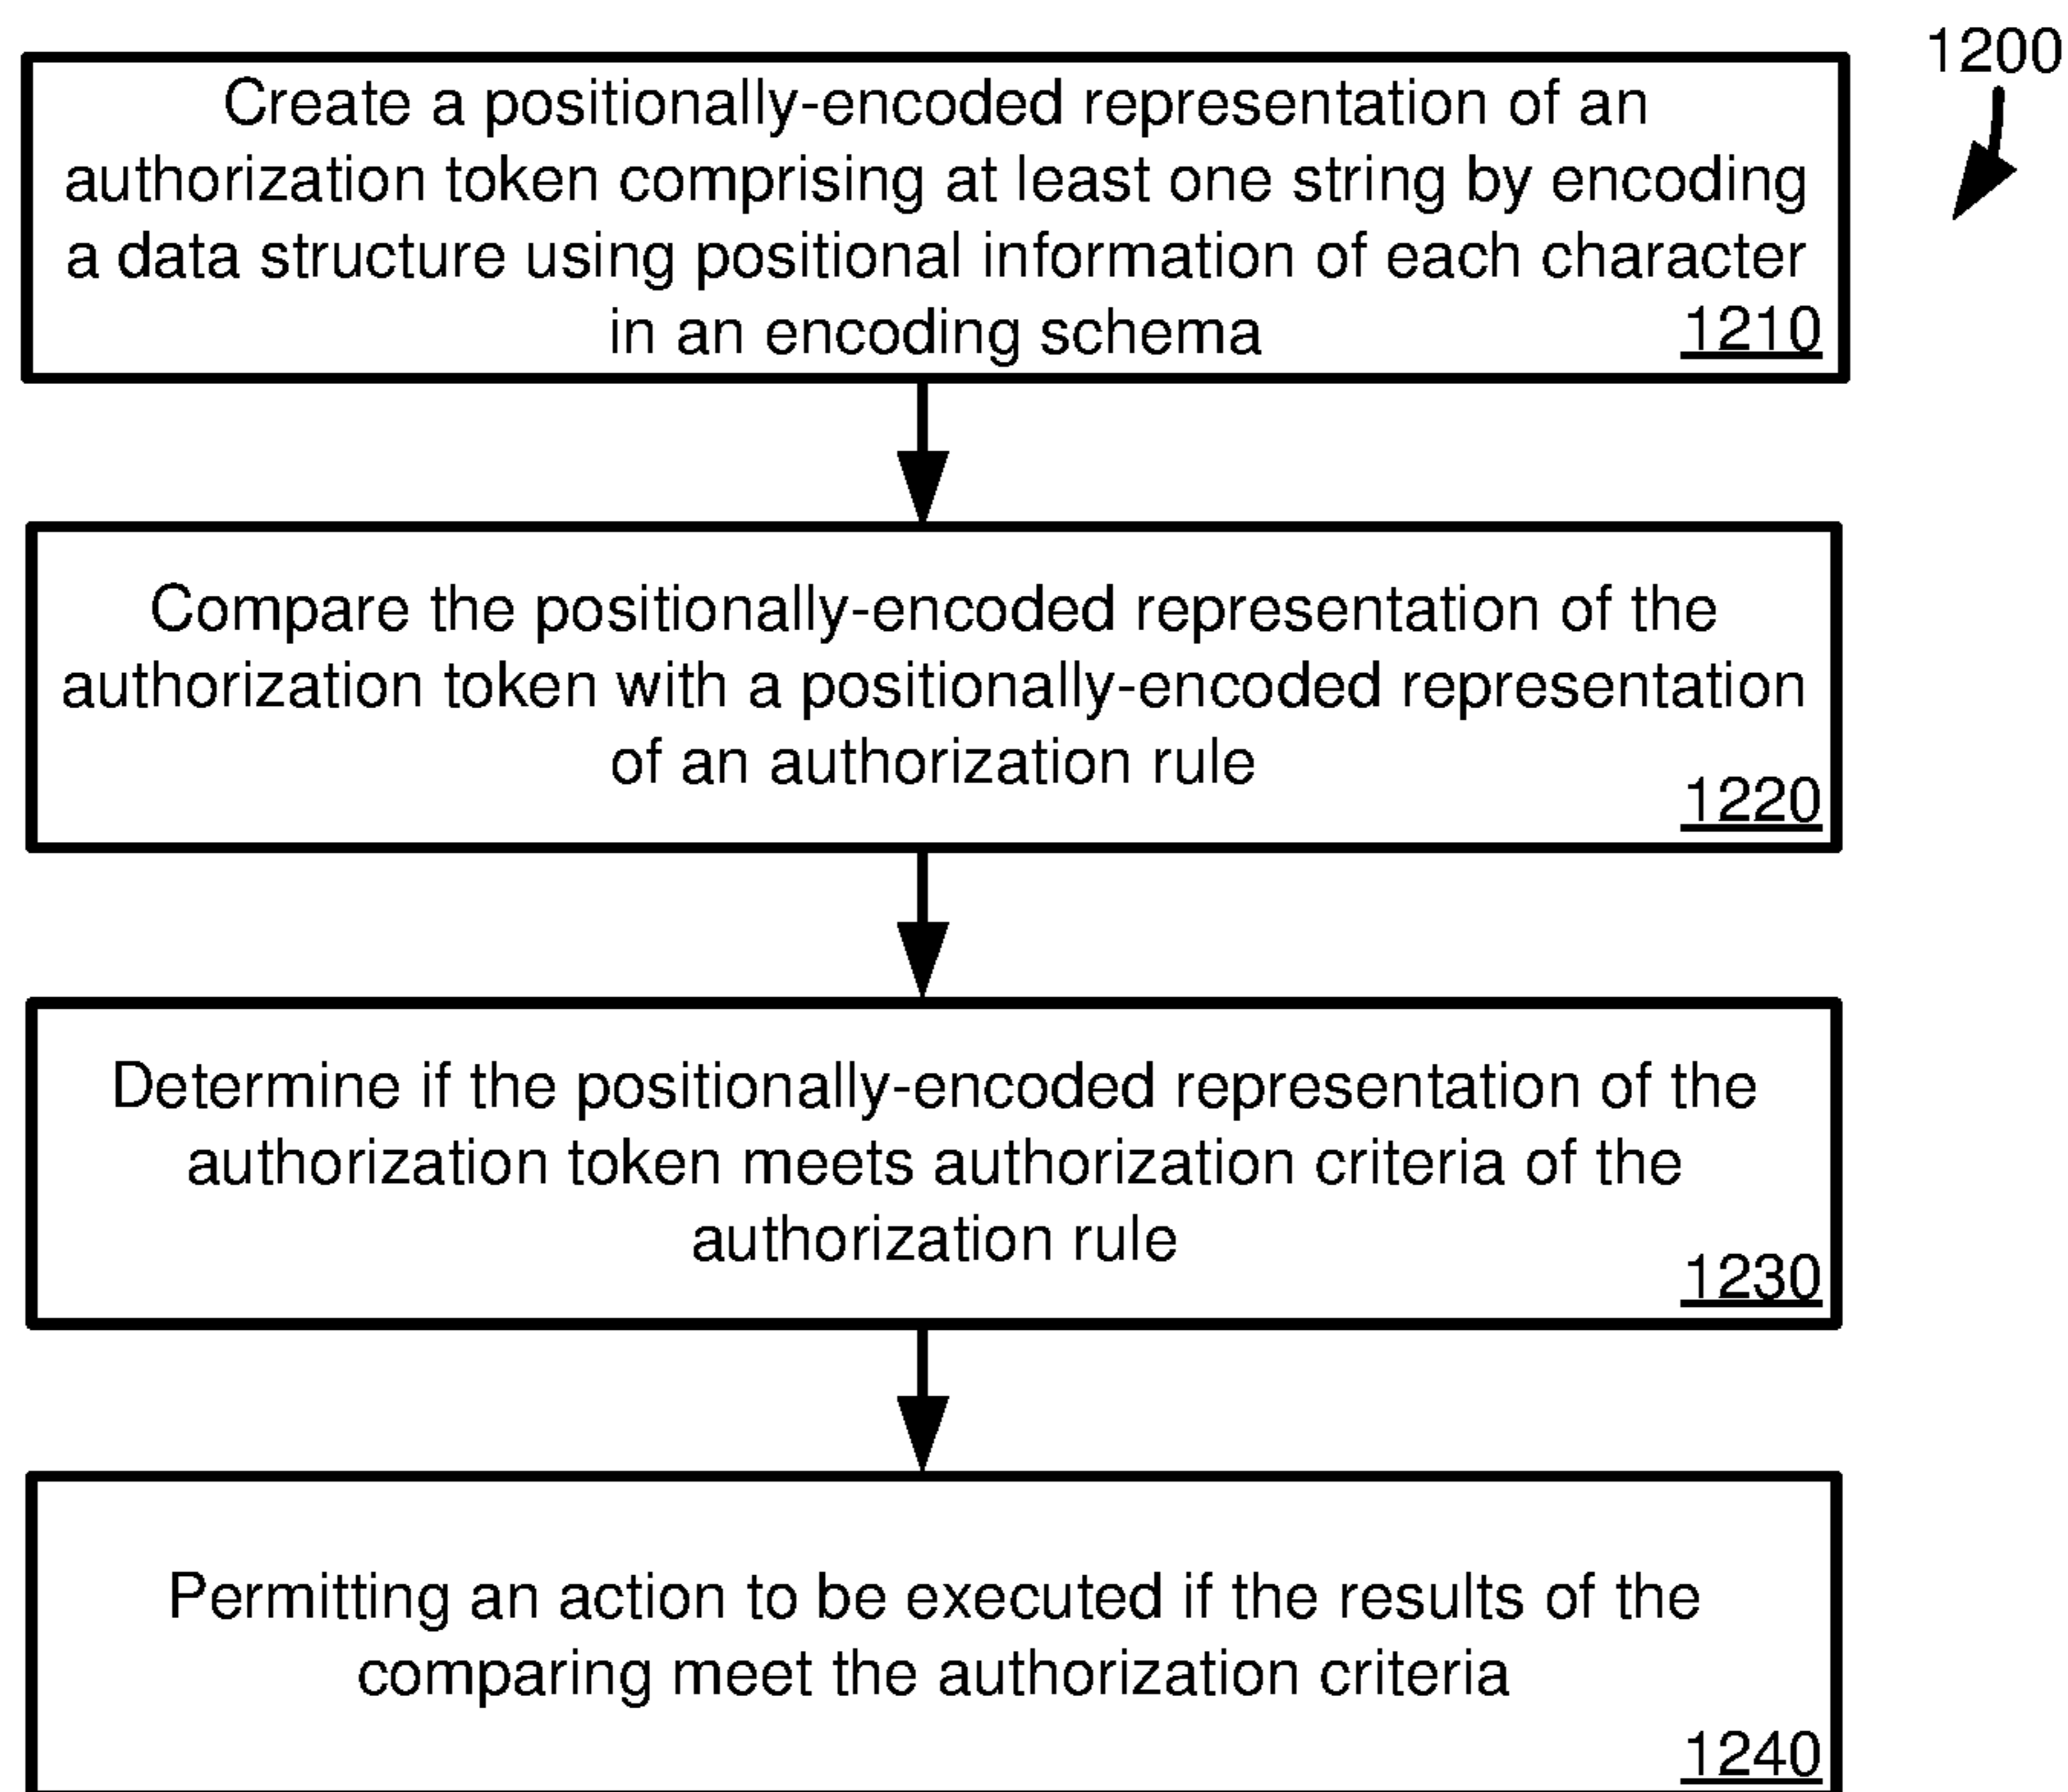 1200
Create a positionally-encoded representation of an
authorization token comprising at least one string by encoding
a data structure using positional information of each character
in an encoding schema
1210
Compare the positionally-encoded representation of the
authorization token with a positionally-encoded representation
of an authorization rule
1220
Determine if the positionally-encoded representation of the
authorization token meets authorization criteria of the
authorization rule
1230
Permitting an action to be executed if the results of the
comparing meet the authorization criteria
1240